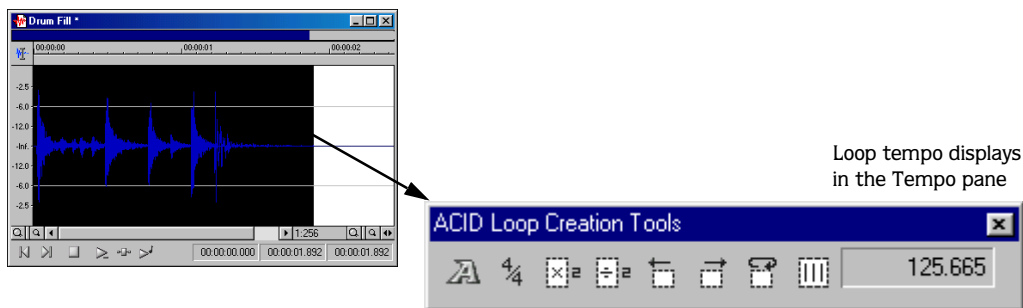 Drum Fill *
00:00:00 00:00:01 00:00:02
-2.5
-6.0
-12.0
-Inf.
-12.0
-6.0
-2.5
1:256
00:00:00.000 00:00:01.892 00:00:01.892
Loop tempo displays
in the Tempo pane
ACID Loop Creation Tools
A 4/4 ×2 ÷2 125.665